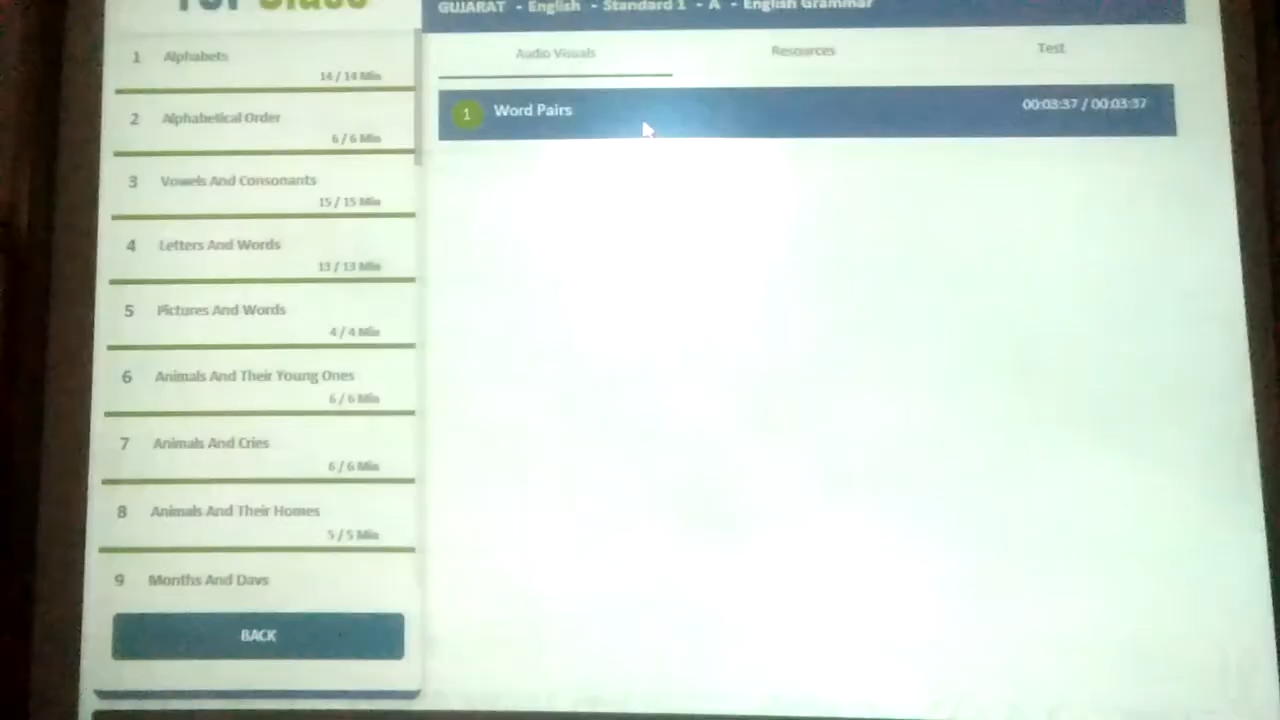 TOP Class
GUJARAT - English - Standard 1 - A - English Grammar
Audio Visuals
Resources
Test
1 Word Pairs 00:03:37 / 00:03:37
1 Alphabets
14 / 14 Min
2 Alphabetical Order
6 / 6 Min
3 Vowels And Consonants
15 / 15 Min
4 Letters And Words
13 / 13 Min
5 Pictures And Words
4 / 4 Min
6 Animals And Their Young Ones
6 / 6 Min
7 Animals And Cries
6 / 6 Min
8 Animals And Their Homes
5 / 5 Min
9 Months And Days
BACK